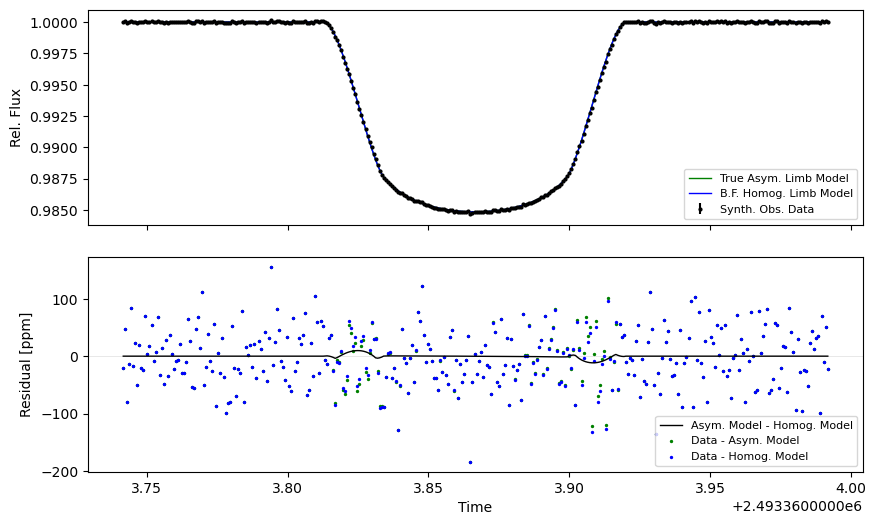 1.0000
0.9975
0.9950
0.9925
0.9900
0.9875
0.9850
Rel. Flux
True Asym. Limb Model
B.F. Homog. Limb Model
Synth. Obs. Data
100
0
−100
−200
Residual [ppm]
Asym. Model - Homog. Model
Data - Asym. Model
Data - Homog. Model
3.75
3.80
3.85
3.90
3.95
4.00
Time
+2.4933600000e6